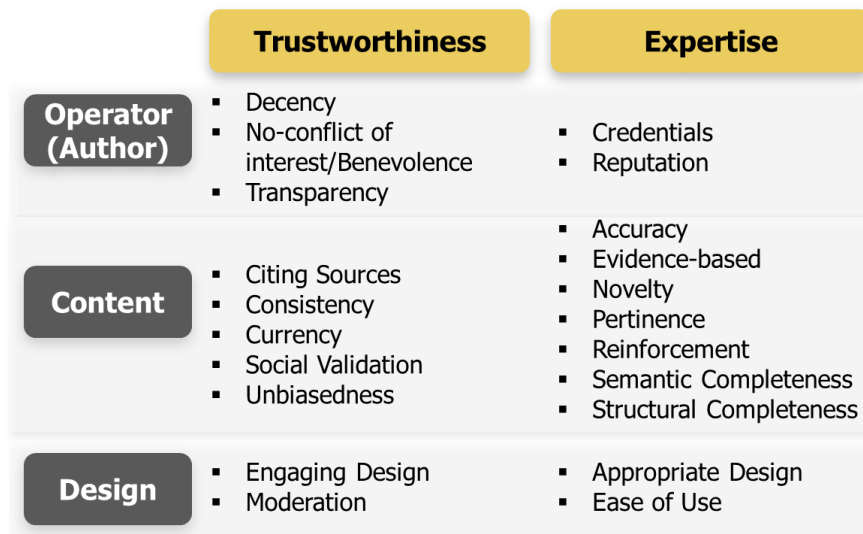 Trustworthiness
Expertise
Operator
(Author)
Decency
No-conflict of
interest/Benevolence
Transparency
Credentials
Reputation
Content
Citing Sources
Consistency
Currency
Social Validation
Unbiasedness
Accuracy
Evidence-based
Novelty
Pertinence
Reinforcement
Semantic Completeness
Structural Completeness
Design
Engaging Design
Moderation
Appropriate Design
Ease of Use